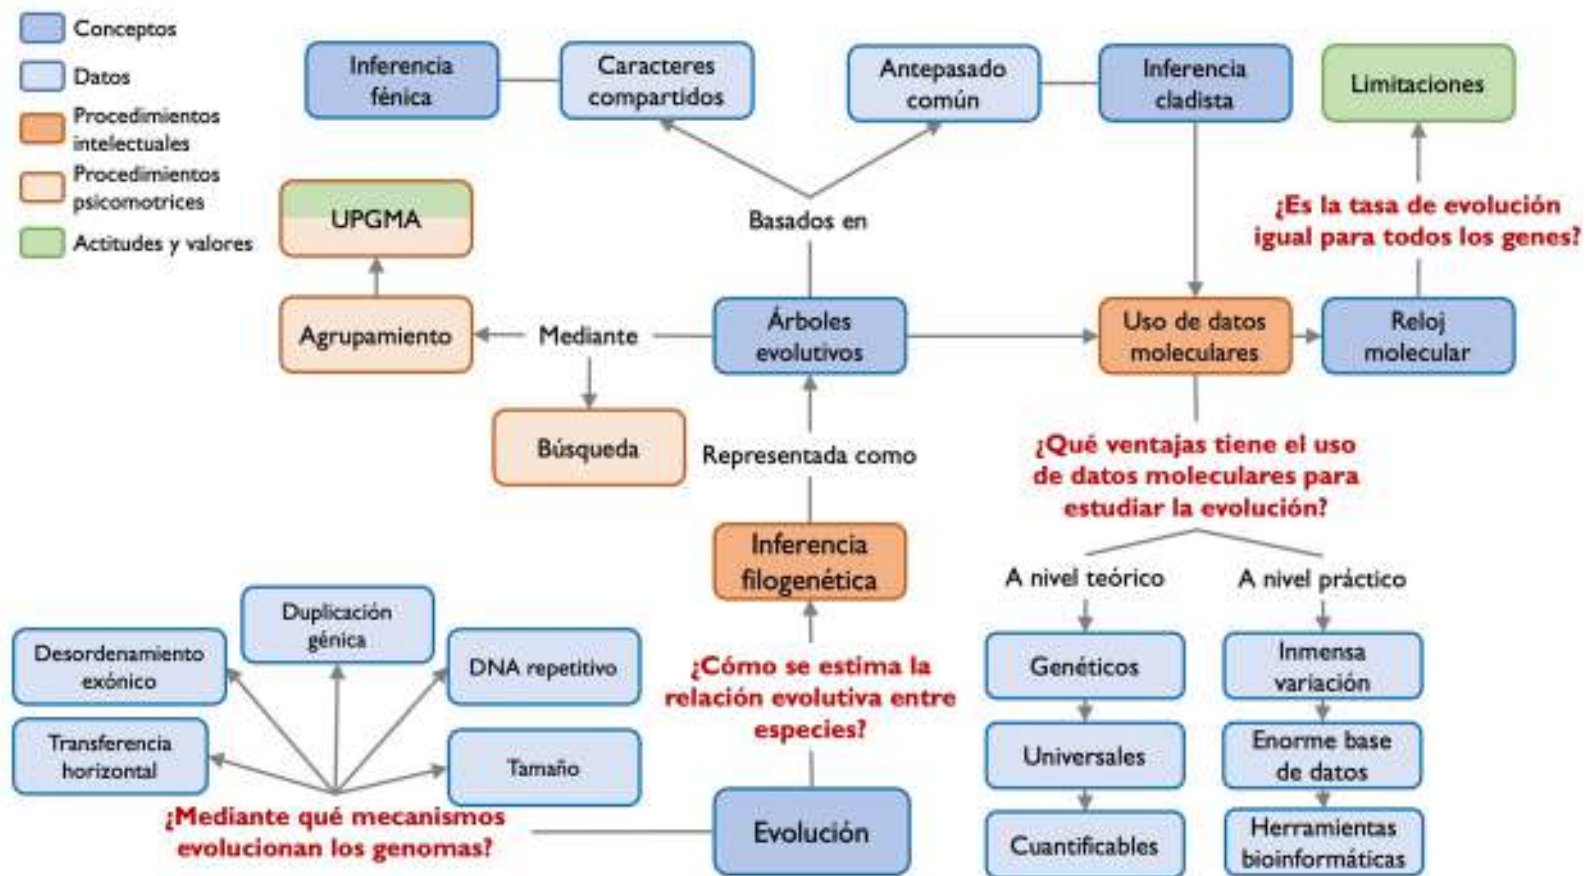 Conceptos
Datos
Procedimientos
intelectuales
Procedimientos
psicomotrices
Actitudes y valores
Inferencia
fénica
Caracteres
compartidos
Antepasado
común
Inferencia
cladista
Limitaciones
UPGMA
Basados en
¿Es la tasa de evolución
igual para todos los genes?
Agrupamiento
Mediante
Árboles
evolutivos
Uso de datos
moleculares
Reloj
molecular
Búsqueda
Representada como
¿Qué ventajas tiene el uso
de datos moleculares para
estudiar la evolución?
Inferencia
filogenética
A nivel teórico
A nivel práctico
Duplicación
génica
Desordenamiento
exónico
DNA repetitivo
¿Cómo se estima la
relación evolutiva entre
especies?
Genéticos
Inmensa
variación
Transferencia
horizontal
Tamaño
Universales
Enorme base
de datos
¿Mediante qué mecanismos
evolucionan los genomas?
Evolución
Cuantificables
Herramientas
bioinformáticas